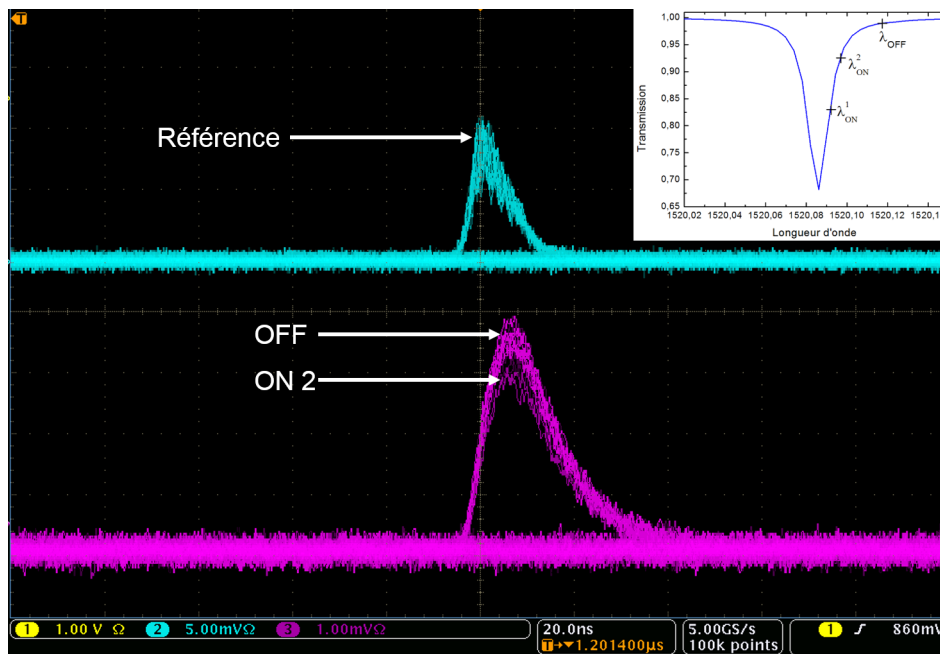 T
1,00
0,95
0,90
0,85
0,80
0,75
0,70
0,65
Transmission
λOFF
λ²ON
λ¹ON
1520,02 1520,04 1520,06 1520,08 1520,10 1520,12 1520,1
Longueur d'onde
Référence
OFF
ON 2
1 1.00 V Ω 2 5.00mVΩ 3 1.00mVΩ
20.0ns
T→▼1.201400µs
5.00GS/s
100k points
1 860mV